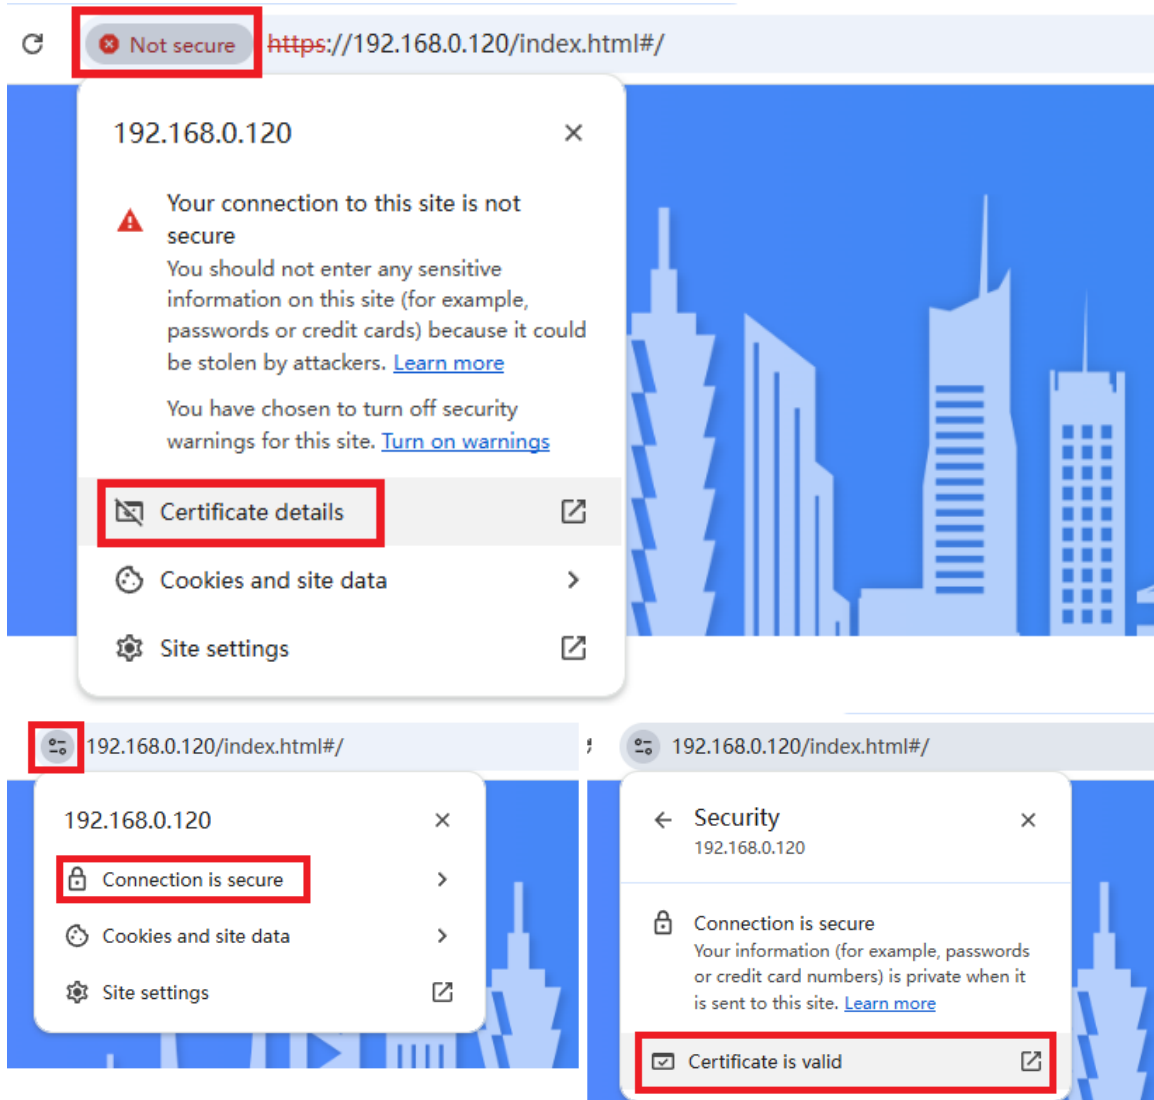 Not secure https://192.168.0.120/index.html#/
192.168.0.120
Your connection to this site is not
secure
You should not enter any sensitive
information on this site (for example,
passwords or credit cards) because it could
be stolen by attackers. Learn more
You have chosen to turn off security
warnings for this site. Turn on warnings
Certificate details
Cookies and site data
Site settings
192.168.0.120/index.html#/
192.168.0.120
Connection is secure
Cookies and site data
Site settings
192.168.0.120/index.html#/
Security
192.168.0.120
Connection is secure
Your information (for example, passwords
or credit card numbers) is private when it
is sent to this site. Learn more
Certificate is valid